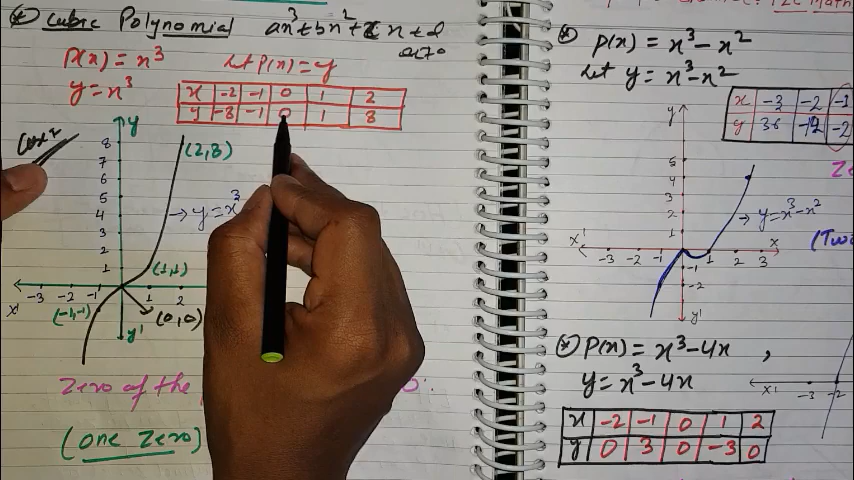 Cubic Polynomial ax³+bx²+cx+d
a≠0
P(x) = x³
Let P(x) = y
y = x³
x -2 -1 0 1 2
y -8 -1 0 1 8
y
8
7
6
5
4
3
2
1
(2,8)
→ y = x³
(1,1)
X' -3 -2 -1 1 2
(-1,-1)
(0,0)
y'
Zero of the
(one Zero)
P(x) = x³ - x²
Let y = x³ - x²
x -3 -2 -1
y 36 -12 -2
y
5
4
3
2
1
→ y = x³ - x²
(Two
X' -3 -2 -1 1 2 3 x
-1
-2
y'
P(x) = x³ - 4x ,
y = x³ - 4x
X' -3 -2
x -2 -1 0 1 2
y 0 3 0 -3 0